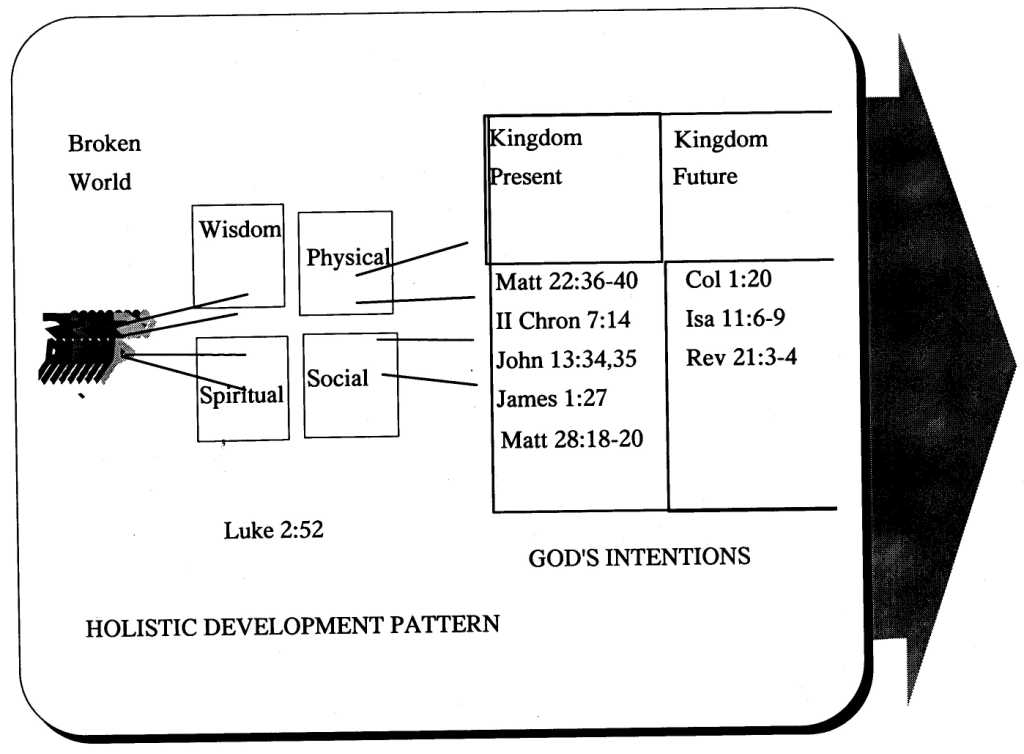 Broken
World
Wisdom
Physical
Spiritual
Social
Luke 2:52
Kingdom
Present
Kingdom
Future
Matt 22:36-40
II Chron 7:14
John 13:34,35
James 1:27
Matt 28:18-20
Col 1:20
Isa 11:6-9
Rev 21:3-4
GOD'S INTENTIONS
HOLISTIC DEVELOPMENT PATTERN